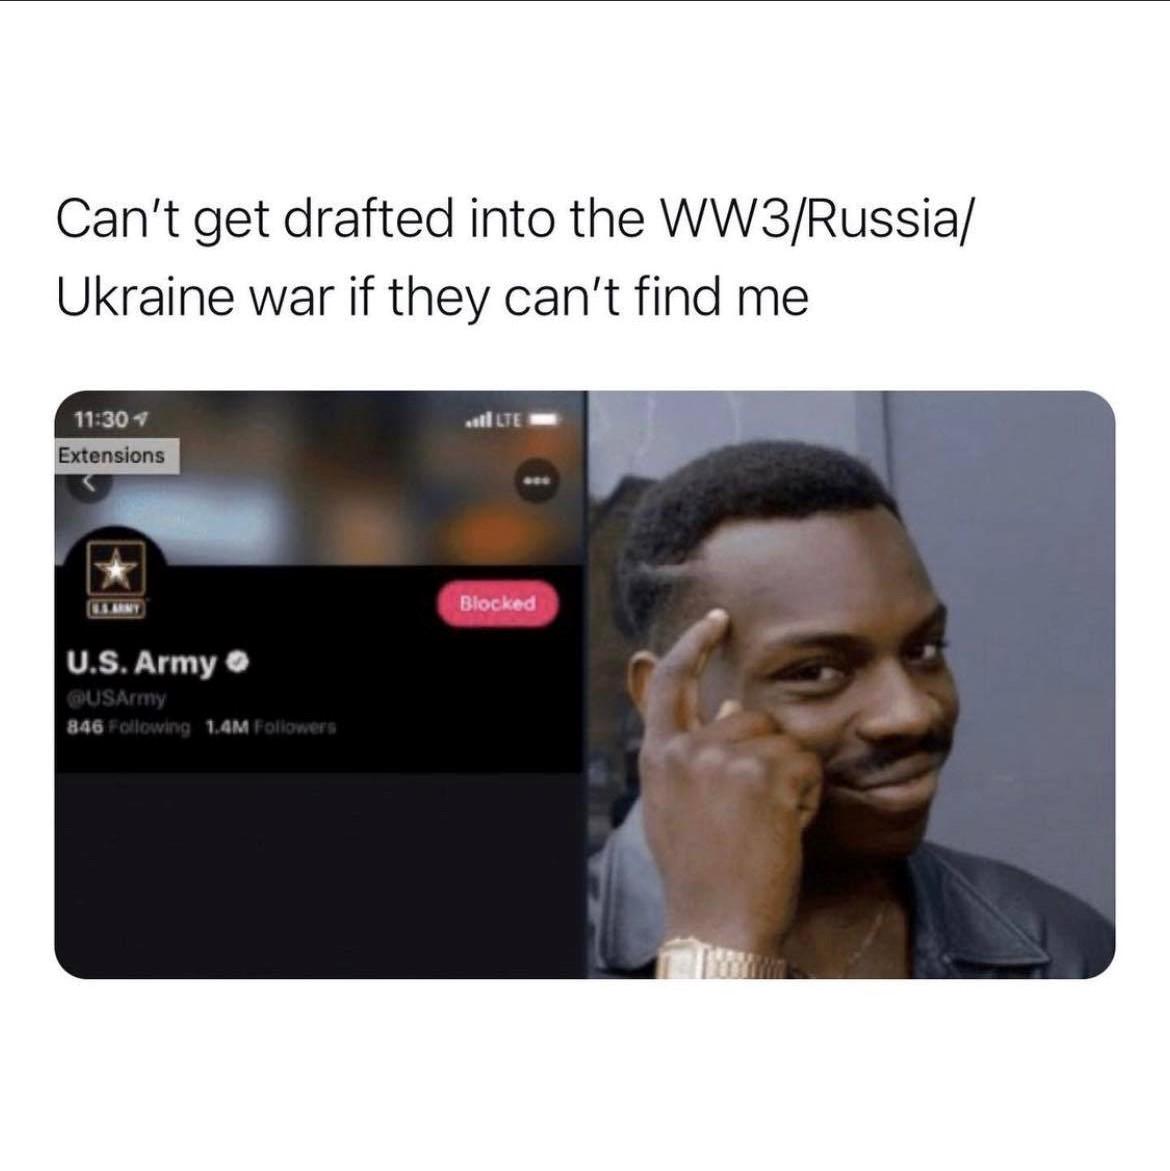 Can't get drafted into the WW3/Russia/
Ukraine war if they can't find me
11:30
LTE
Extensions
U.S. ARMY
Blocked
U.S. Army
@USArmy
846 Following 1.4M Followers